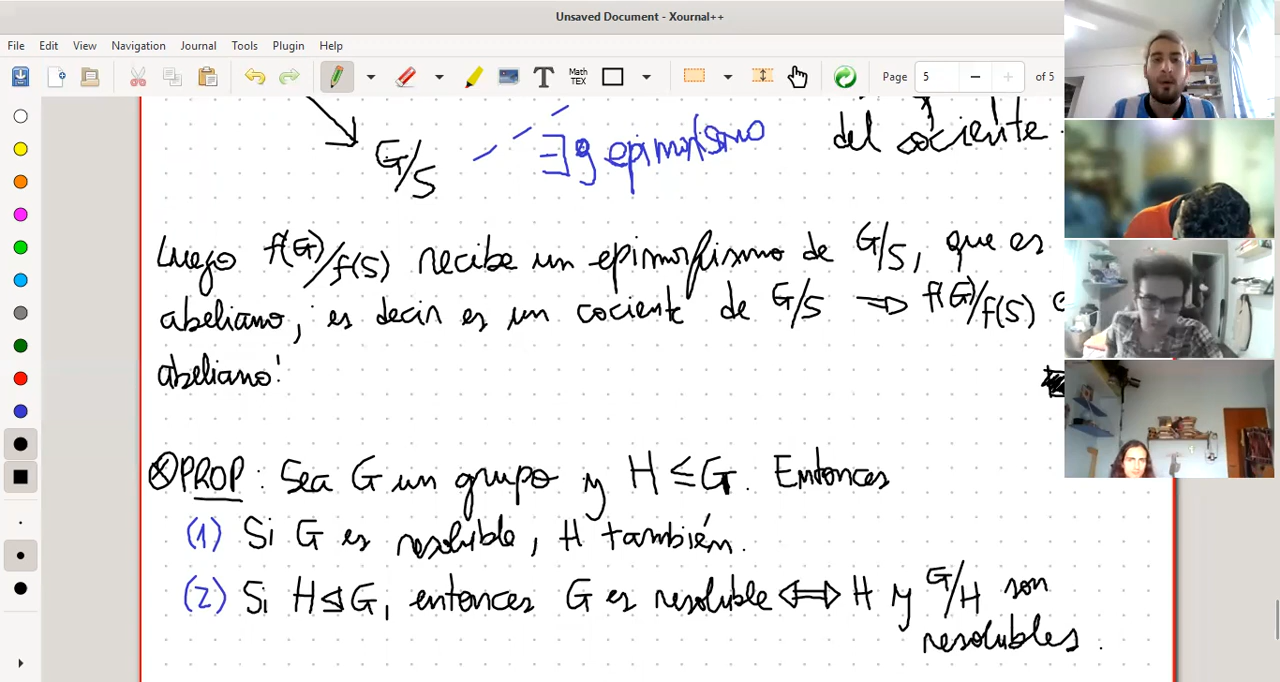 Unsaved Document - Xournal++
File Edit View Navigation Journal Tools Plugin Help
Math TEX T Page 5 of 5
del cociente.
G/S ∃ g epimorfismo
Luego f(G)/f(S) recibe un epimorfismo de G/S, que es
abeliano, es decir es un cociente de G/S ⇒ f(G)/f(S)
abeliano!
PROP: Sea G un grupo y H ≤ G. Entonces
(1) Si G es resoluble, H también.
(2) Si H ⊴ G, entonces G es resoluble ⟺ H y G/H son
resolubles.